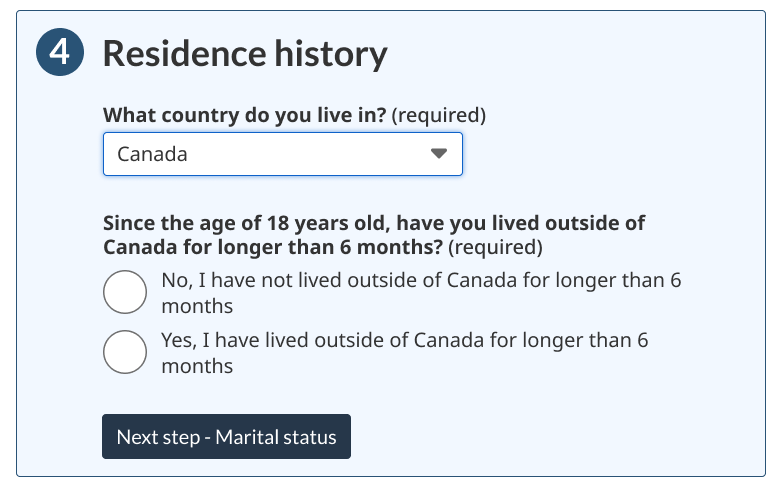 4 Residence history
What country do you live in? (required)
Canada
Since the age of 18 years old, have you lived outside of
Canada for longer than 6 months? (required)
No, I have not lived outside of Canada for longer than 6
months
Yes, I have lived outside of Canada for longer than 6
months
Next step - Marital status